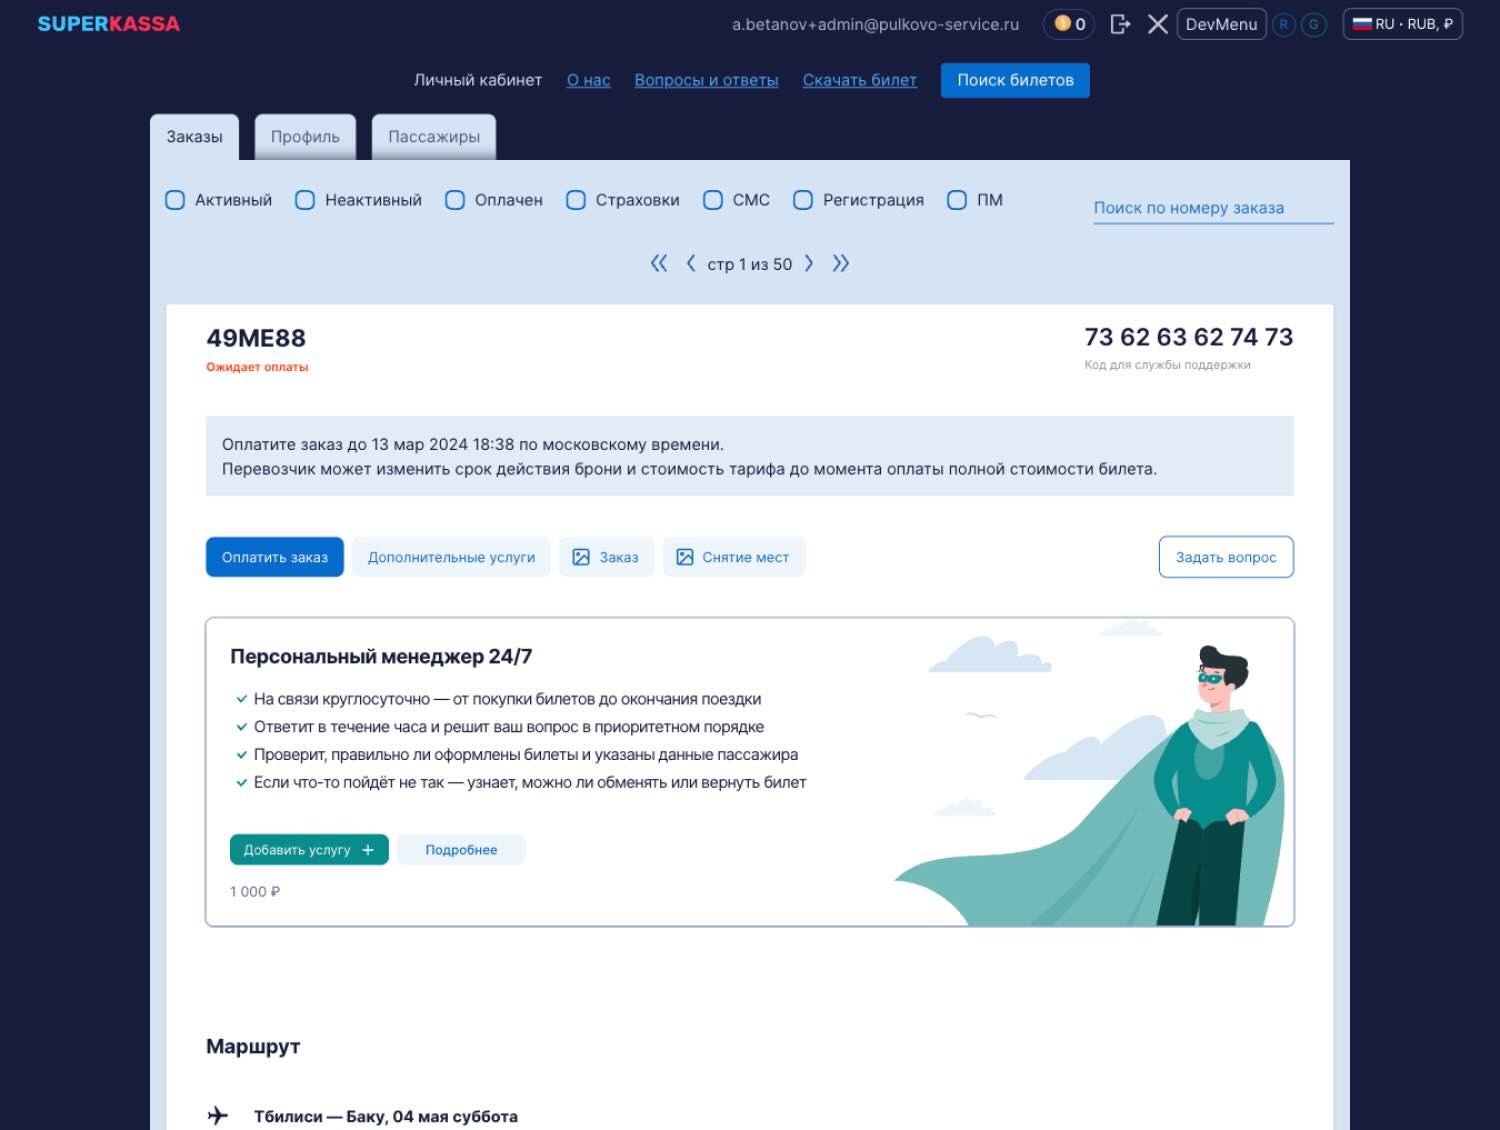 SUPERKASSA
a.betanov+admin@pulkovo-service.ru
0
DevMenu
R
G
RU · RUB, ₽
Личный кабинет
О нас
Вопросы и ответы
Скачать билет
Поиск билетов
Заказы
Профиль
Пассажиры
Активный
Неактивный
Оплачен
Страховки
СМС
Регистрация
ПМ
Поиск по номеру заказа
стр 1 из 50
49ME88
73 62 63 62 74 73
Ожидает оплаты
Код для службы поддержки
Оплатите заказ до 13 мар 2024 18:38 по московскому времени.
Перевозчик может изменить срок действия брони и стоимость тарифа до момента оплаты полной стоимости билета.
Оплатить заказ
Дополнительные услуги
Заказ
Снятие мест
Задать вопрос
Персональный менеджер 24/7
На связи круглосуточно — от покупки билетов до окончания поездки
Ответит в течение часа и решит ваш вопрос в приоритетном порядке
Проверит, правильно ли оформлены билеты и указаны данные пассажира
Если что-то пойдёт не так — узнает, можно ли обменять или вернуть билет
Добавить услугу +
Подробнее
1 000 ₽
Маршрут
Тбилиси — Баку, 04 мая суббота